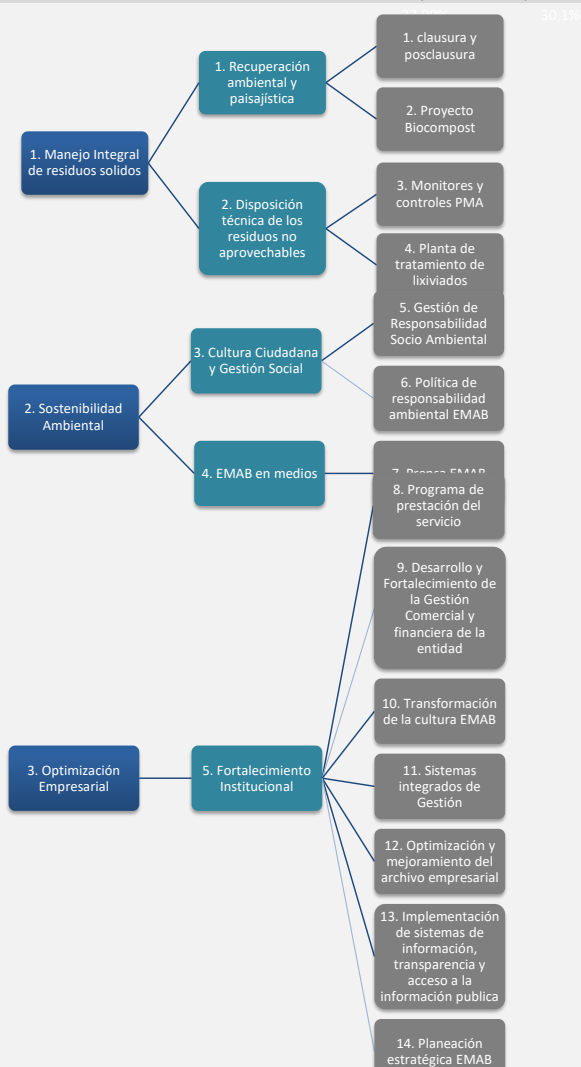 30,1%
1. clausura y
posclausura
1. Recuperación
ambiental y
paisajística
2. Proyecto
Biocompost
1. Manejo Integral
de residuos solidos
3. Monitores y
controles PMA
2. Disposición
técnica de los
residuos no
aprovechables
4. Planta de
tratamiento de
lixiviados
5. Gestión de
Responsabilidad
Socio Ambiental
3. Cultura Ciudadana
y Gestión Social
6. Política de
responsabilidad
ambiental EMAB
2. Sostenibilidad
Ambiental
4. EMAB en medios
7. Prensa EMAB
8. Programa de
prestación del
servicio
9. Desarrollo y
Fortalecimiento de
la Gestión
Comercial y
financiera de la
entidad
10. Transformación
de la cultura EMAB
3. Optimización
Empresarial
5. Fortalecimiento
Institucional
11. Sistemas
integrados de
Gestión
12. Optimización y
mejoramiento del
archivo empresarial
13. Implementación
de sistemas de
información,
transparencia y
acceso a la
información publica
14. Planeación
estratégica EMAB